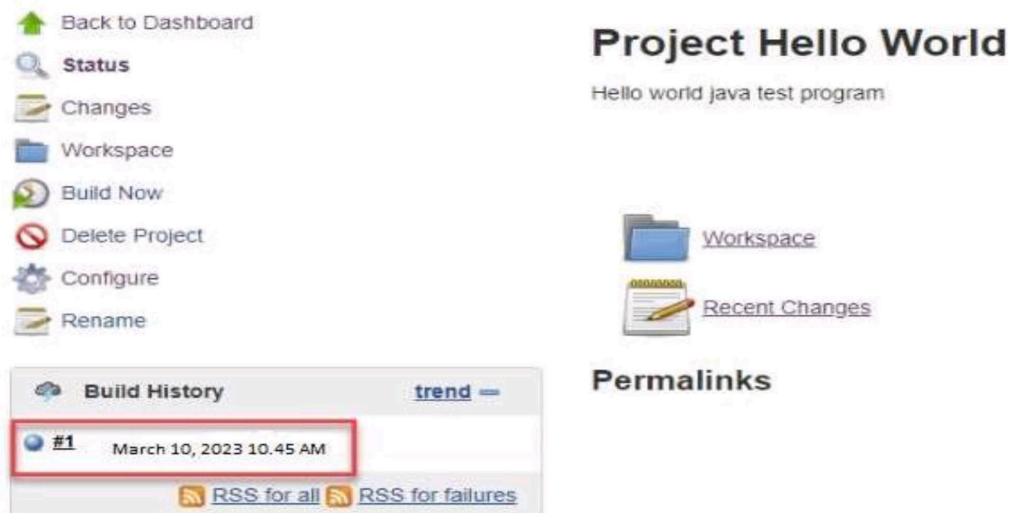 Back to Dashboard
Status
Changes
Workspace
Build Now
Delete Project
Configure
Rename
Build History trend
#1 March 10, 2023 10.45 AM
RSS for all RSS for failures
Project Hello World
Hello world java test program
Workspace
Recent Changes
Permalinks